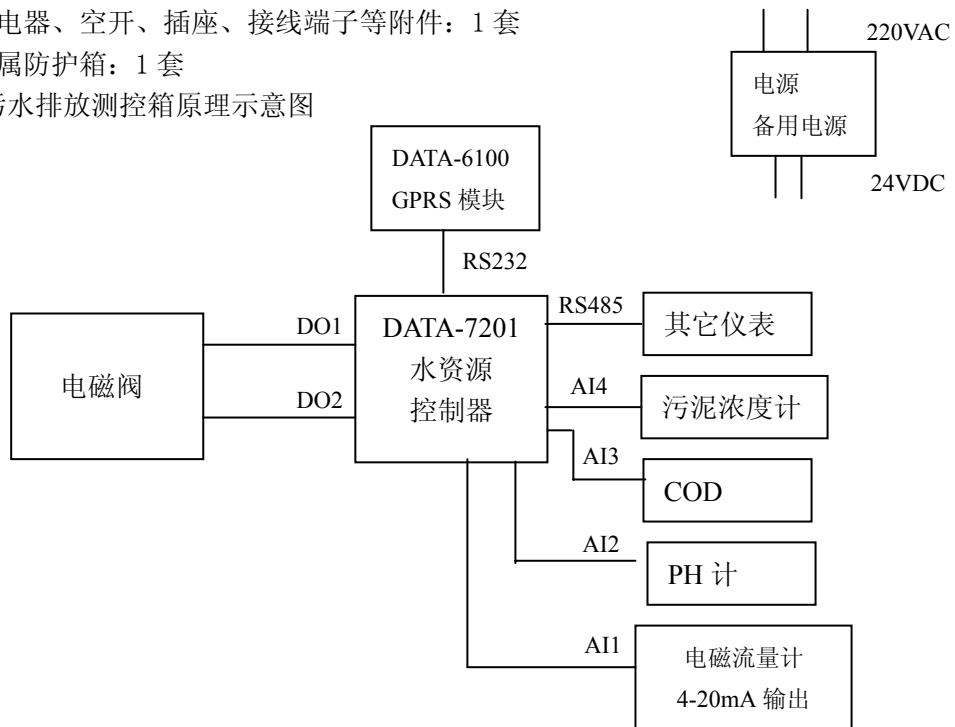 电器、空开、插座、接线端子等附件：1 套
属防护箱：1 套
污水排放测控箱原理示意图
220VAC
电源
备用电源
24VDC
DATA-6100
GPRS 模块
RS232
电磁阀
DO1
DO2
DATA-7201
水资源
控制器
RS485
其它仪表
AI4
污泥浓度计
AI3
COD
AI2
PH 计
AI1
电磁流量计
4-20mA 输出